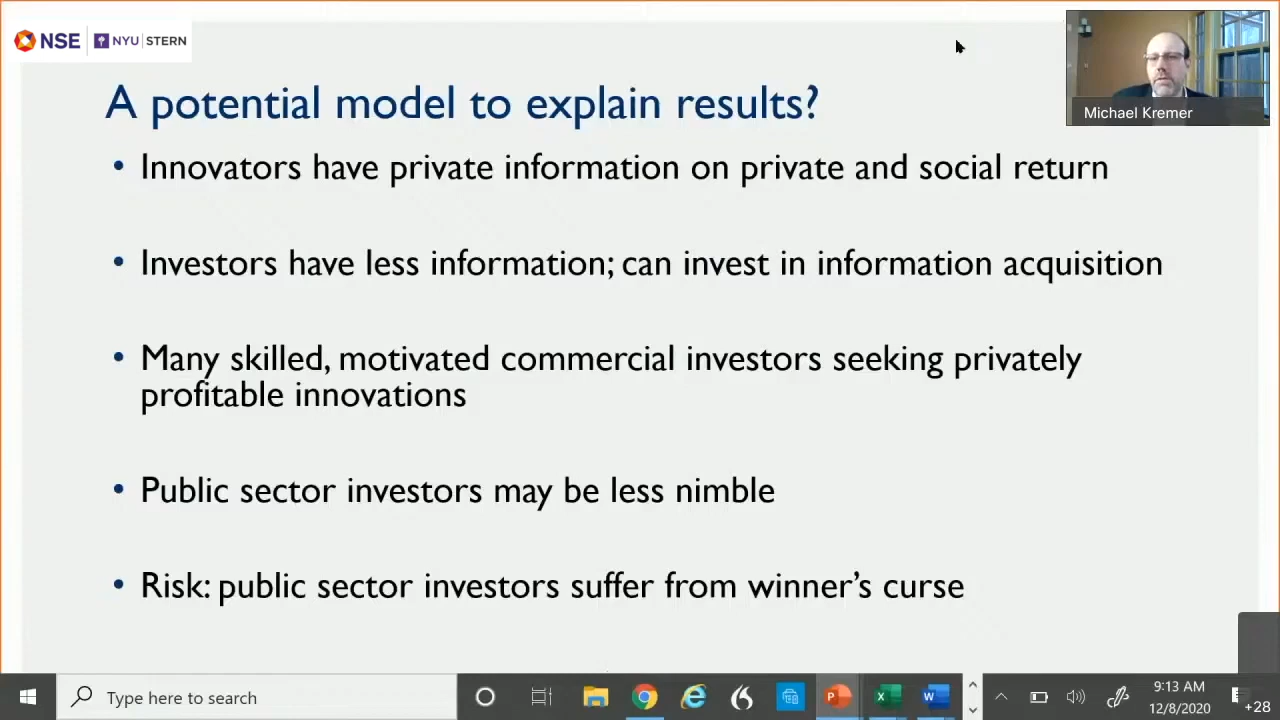 NSE NYU STERN
A potential model to explain results?
Michael Kremer
• Innovators have private information on private and social return
• Investors have less information; can invest in information acquisition
• Many skilled, motivated commercial investors seeking privately
profitable innovations
• Public sector investors may be less nimble
• Risk: public sector investors suffer from winner's curse
Type here to search
9:13 AM
12/8/2020
+28